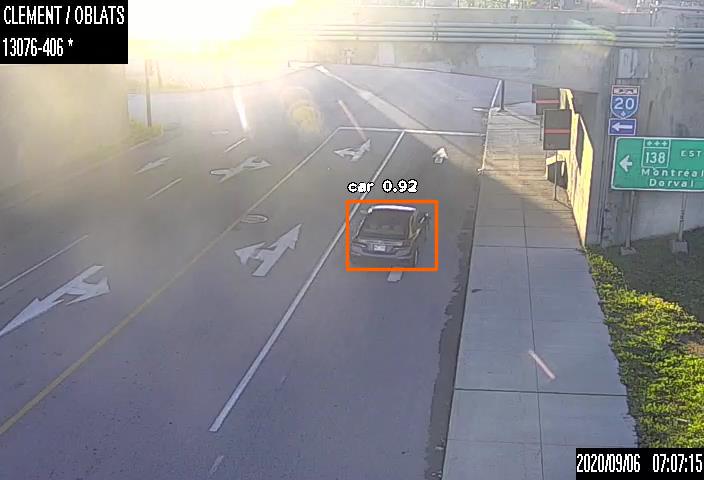 CLEMENT / OBLATS
13076-406 *
car 0.92
20
138 EST
Montréal
Dorval
2020/09/06 07:07:15